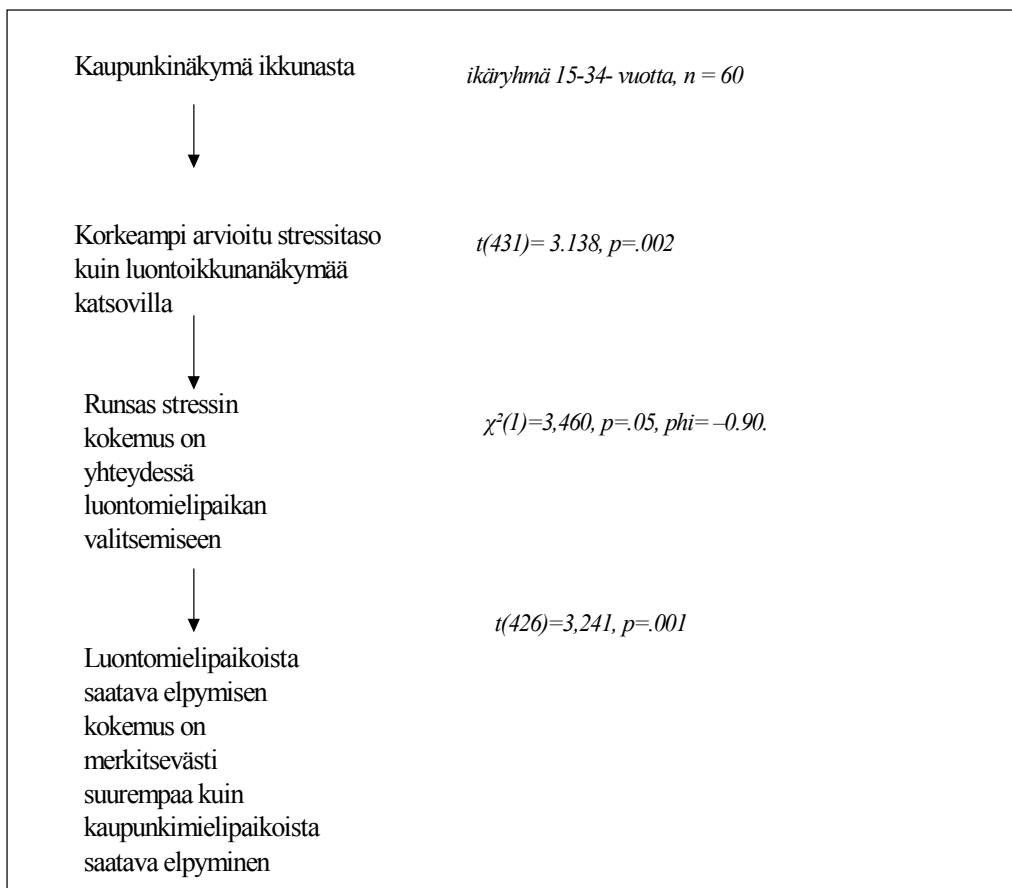 Kaupunkinäkymä ikkunasta
ikäryhmä 15-34- vuotta, n = 60
Korkeampi arvioitu stressitaso
kuin luontoikkunanäkymää
katsovilla
t(431)= 3.138, p=.002
Runsas stressin
kokemus on
yhteydessä
luontomielipaikan
valitsemiseen
χ²(1)=3,460, p=.05, phi= –0.90.
t(426)=3,241, p=.001
Luontomielipaikoista
saatava elpymisen
kokemus on
merkitsevästi
suurempaa kuin
kaupunkimielipaikoista
saatava elpyminen